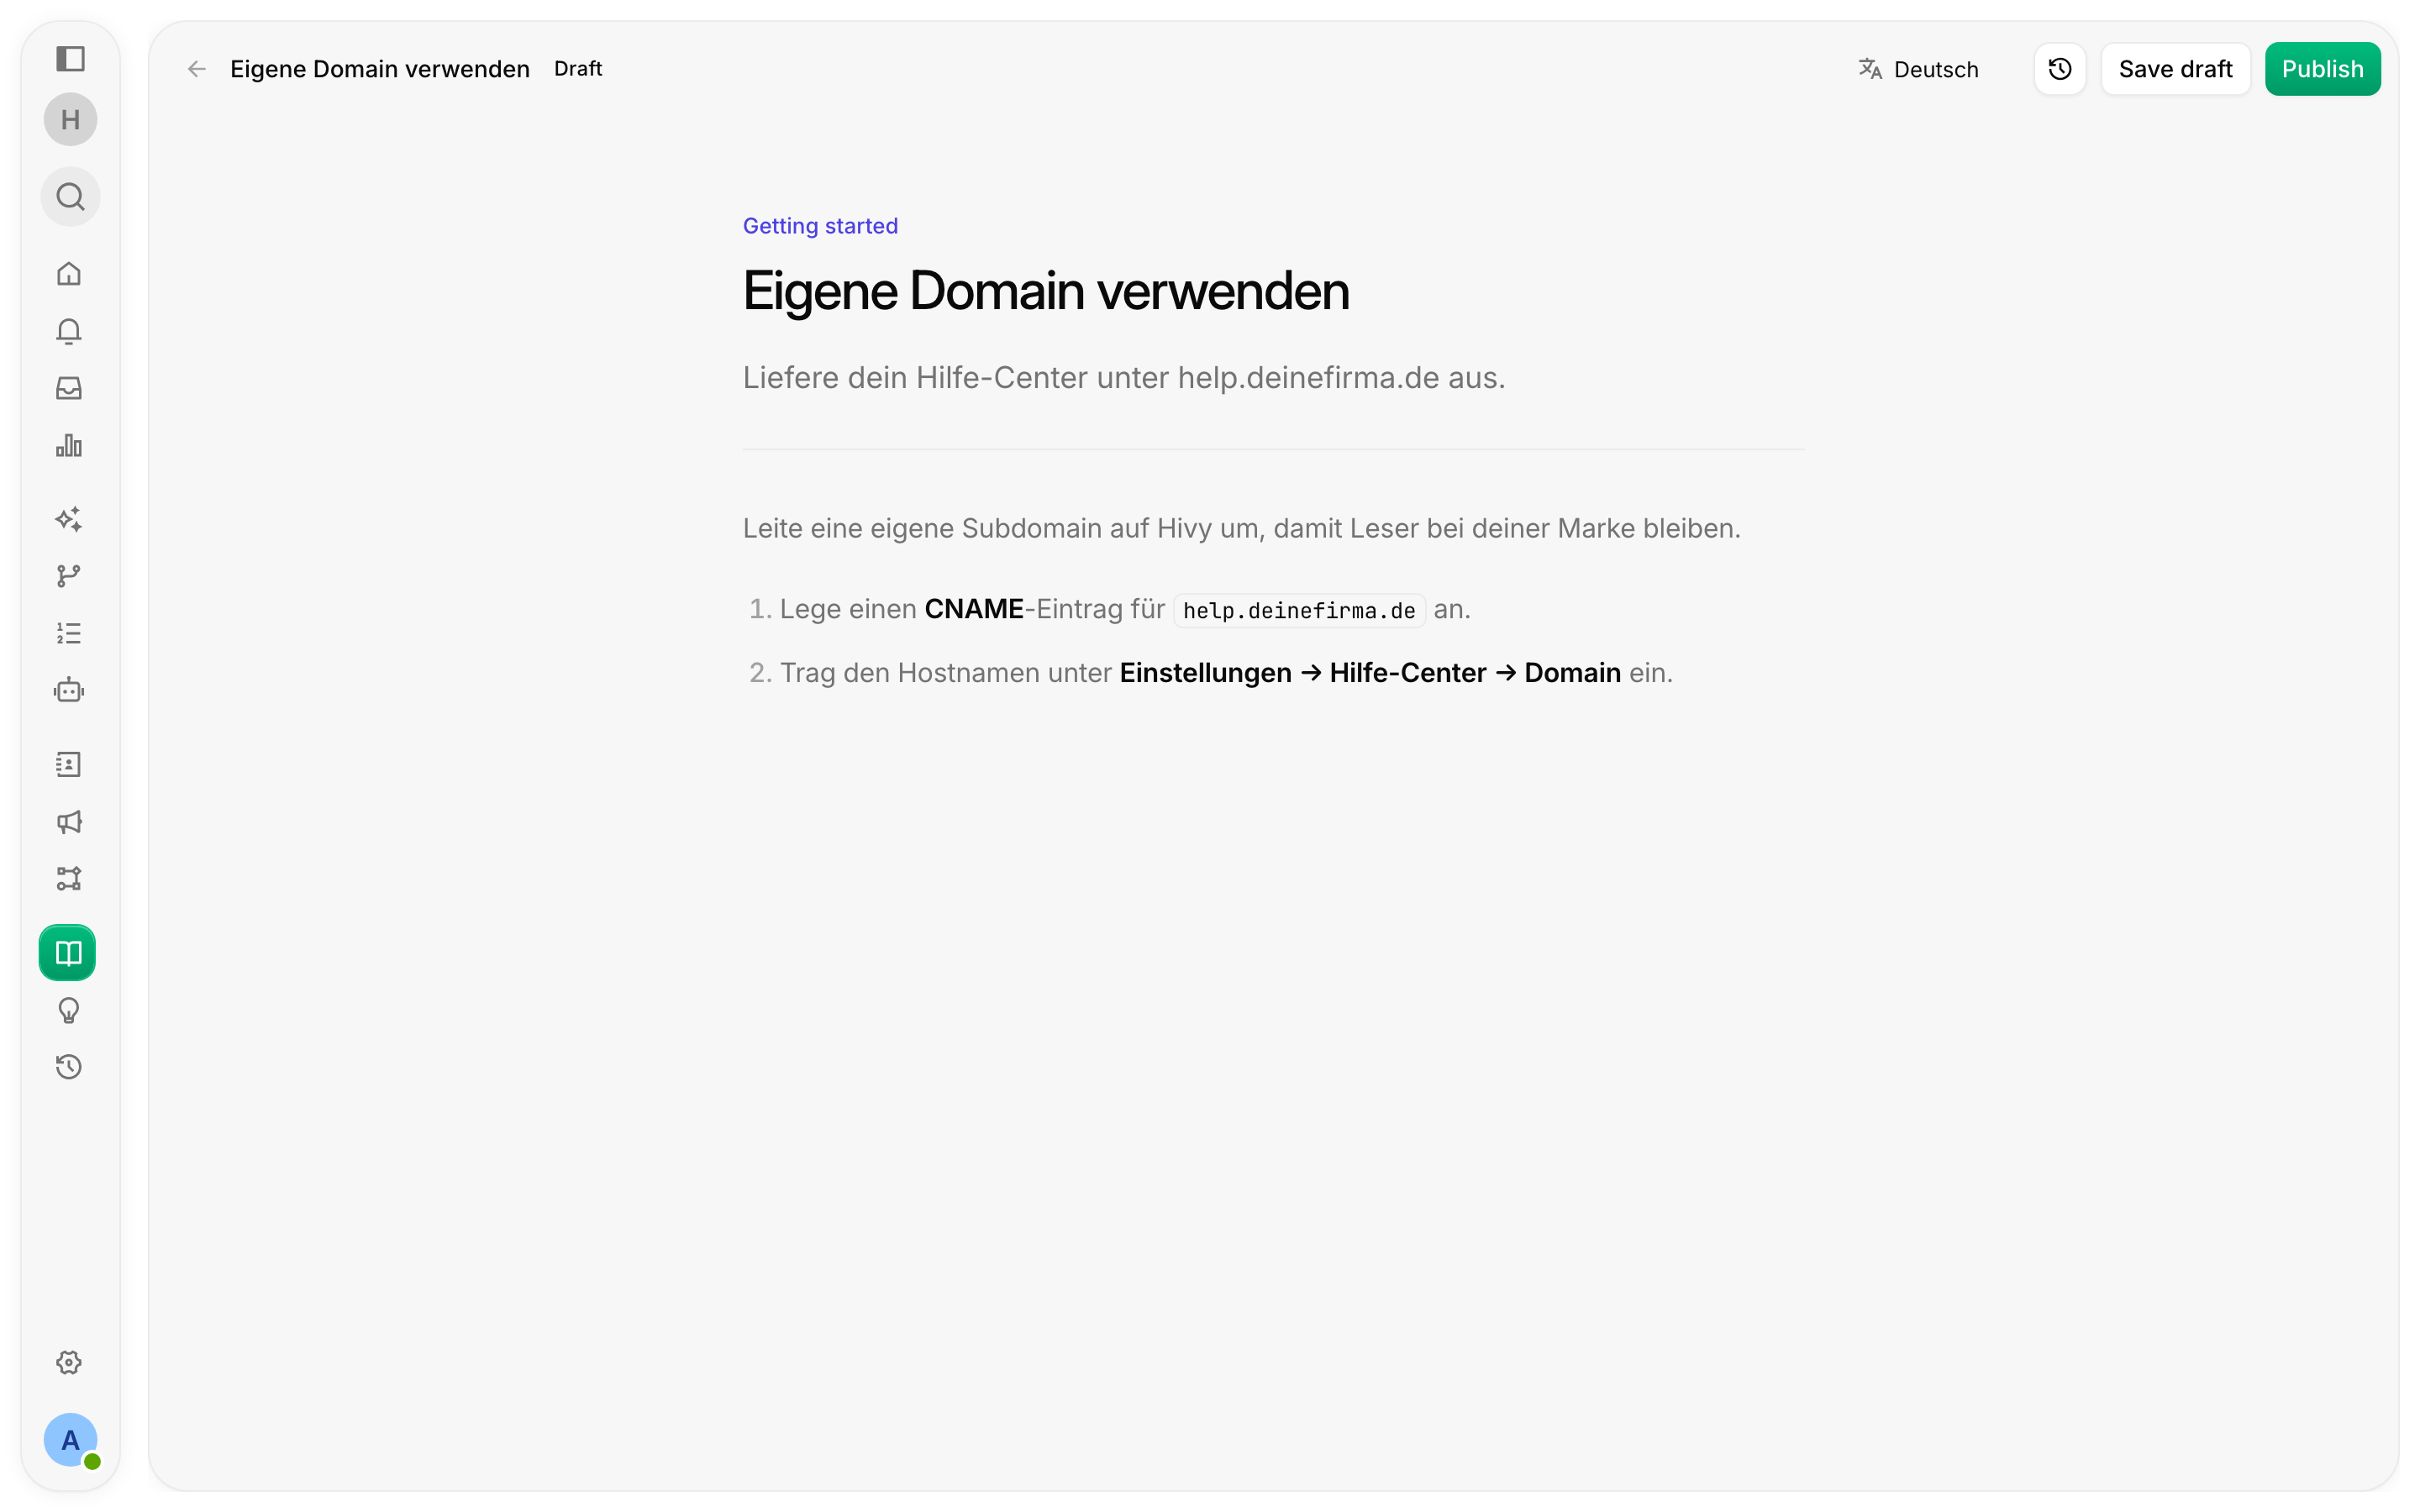 H
Eigene Domain verwenden Draft Deutsch Save draft Publish
Getting started
Eigene Domain verwenden
Liefere dein Hilfe-Center unter help.deinefirma.de aus.
Leite eine eigene Subdomain auf Hivy um, damit Leser bei deiner Marke bleiben.
1. Lege einen CNAME-Eintrag für help.deinefirma.de an.
2. Trag den Hostnamen unter Einstellungen → Hilfe-Center → Domain ein.
A